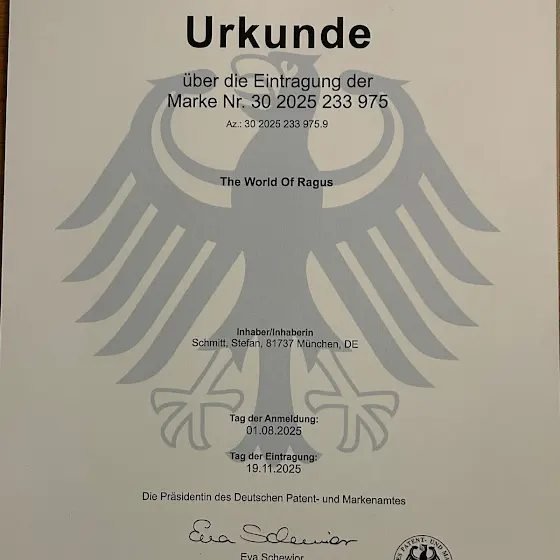 Urkunde
über die Eintragung der
Marke Nr. 30 2025 233 975
Az.: 30 2025 233 975.9
The World Of Ragus
Inhaber/Inhaberin
Schmitt, Stefan, 81737 München, DE
Tag der Anmeldung:
01.08.2025
Tag der Eintragung:
19.11.2025
Die Präsidentin des Deutschen Patent- und Markenamtes
Eva Schewior
Eva Schewior
PATENT- UND